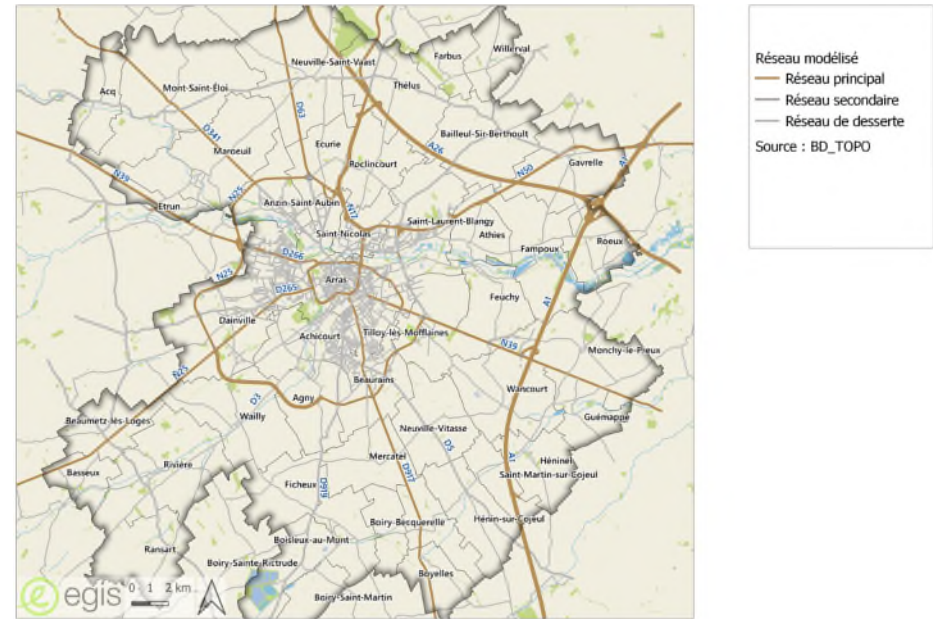 Willerval
Farbus
Neuville-Saint-Vaast
Acq
Mont-Saint-Éloi
Thélus
D63
D341
Bailleul-Sir-Berthoult
Ecurie
A26
Maroeuil
Roclincourt
Gavrelle
N50
N39
N25
Etrun
Anzin-Saint-Aubin
N17
Saint-Laurent-Blangy
Saint-Nicolas
Athies
Roeux
Fampoux
D266
N25
Arras
D265
Feuchy
A1
Dainville
Achicourt
Tilloy-lès-Mofflaines
N39
Monchy-le-Preux
N25
Beaurains
Wancourt
D3
Agny
Beaumetz-lès-Loges
Wailly
Guémappe
Neuville-Vitasse
D5
Mercatel
A1
Rivière
Basseux
Héninel
Saint-Martin-sur-Cojeul
D917
Ficheux
D919
Boiry-Becquerelle
Hénin-sur-Cojeul
Boisleux-au-Mont
Ransart
Boiry-Sainte-Rictrude
Boyelles
Boiry-Saint-Martin
egis
0 1 2 km
Réseau modélisé
Réseau principal
Réseau secondaire
Réseau de desserte
Source : BD_TOPO